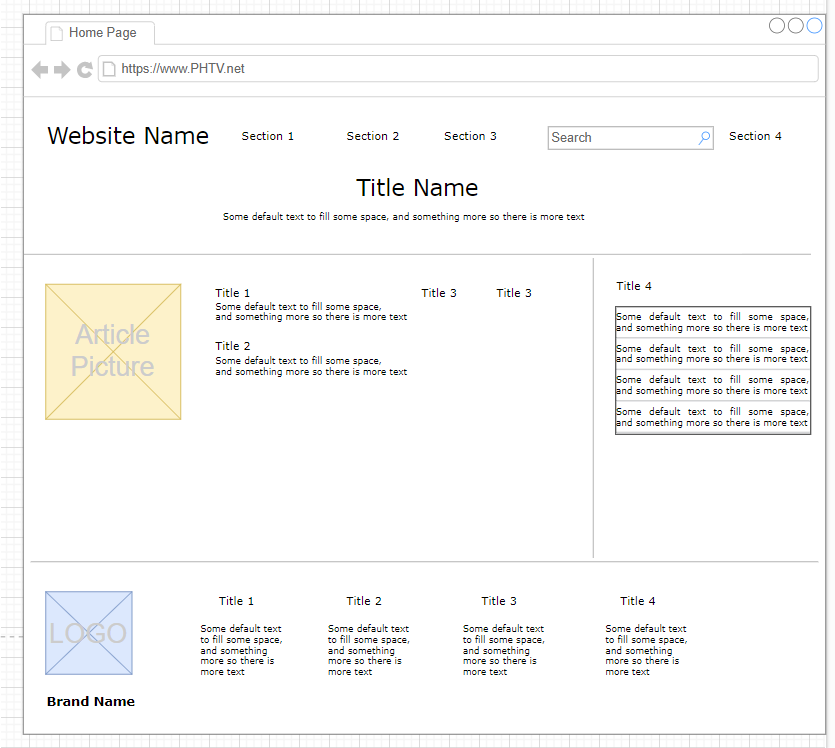 Home Page
https://www.PHTV.net
Website Name
Section 1
Section 2
Section 3
Search
Section 4
Title Name
Some default text to fill some space, and something more so there is more text
Article
Picture
Title 1
Some default text to fill some space,
and something more so there is more text
Title 2
Some default text to fill some space,
and something more so there is more text
Title 3
Title 3
Title 4
Some default text to fill some space,
and something more so there is more text
Some default text to fill some space,
and something more so there is more text
Some default text to fill some space,
and something more so there is more text
Some default text to fill some space,
and something more so there is more text
LOGO
Brand Name
Title 1
Some default text
to fill some space,
and something
more so there is
more text
Title 2
Some default text
to fill some space,
and something
more so there is
more text
Title 3
Some default text
to fill some space,
and something
more so there is
more text
Title 4
Some default text
to fill some space,
and something
more so there is
more text